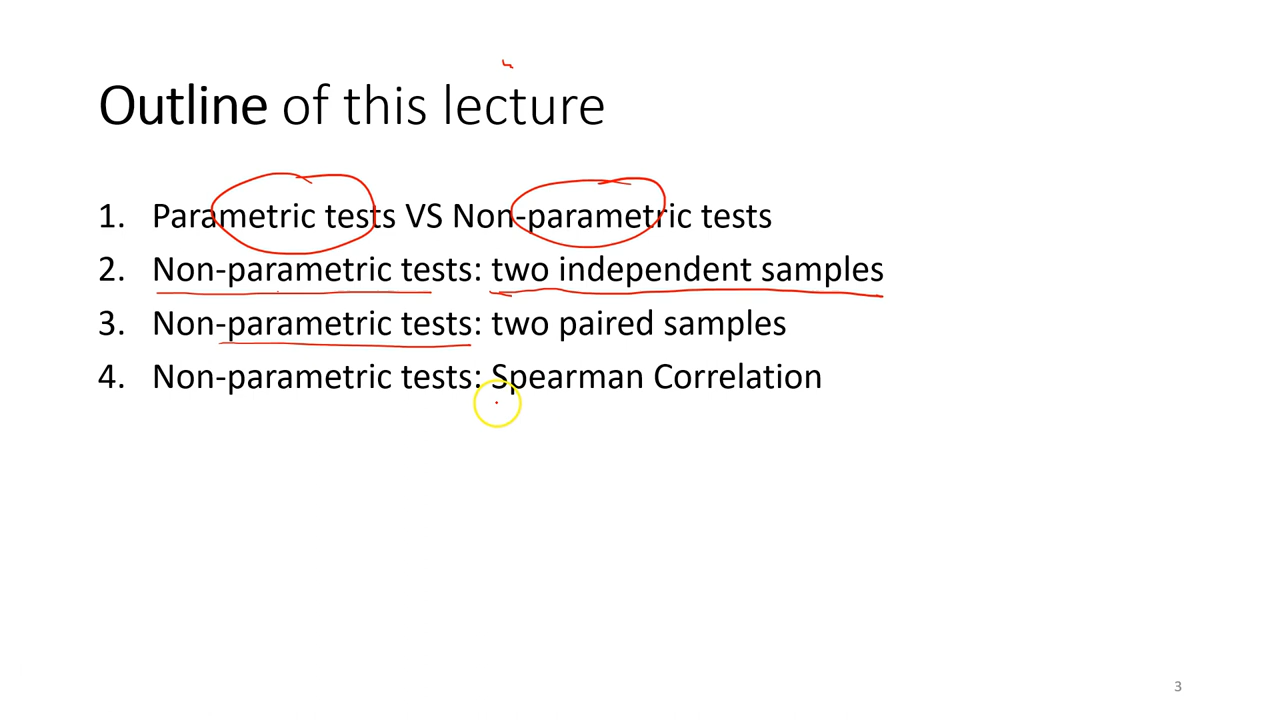 Outline of this lecture
1. Parametric tests VS Non-parametric tests
2. Non-parametric tests: two independent samples
3. Non-parametric tests: two paired samples
4. Non-parametric tests: Spearman Correlation
3